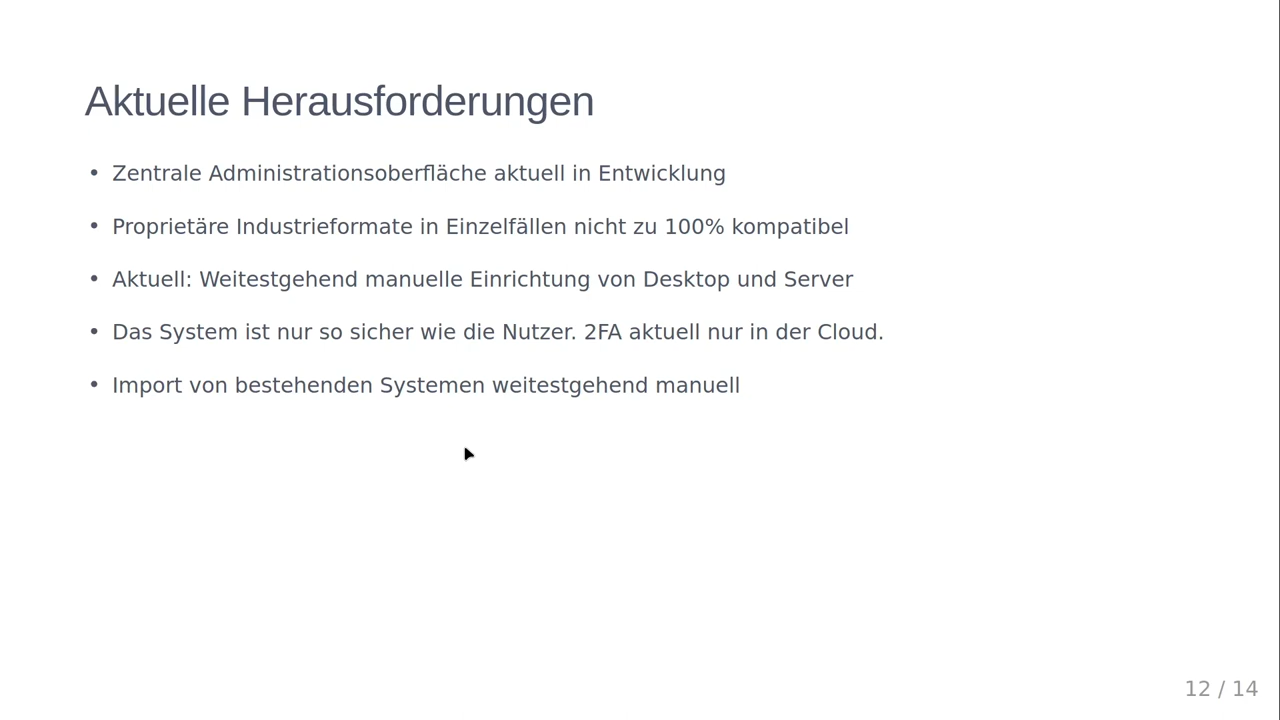 Aktuelle Herausforderungen
• Zentrale Administrationsoberfläche aktuell in Entwicklung
• Proprietäre Industrieformate in Einzelfällen nicht zu 100% kompatibel
• Aktuell: Weitestgehend manuelle Einrichtung von Desktop und Server
• Das System ist nur so sicher wie die Nutzer. 2FA aktuell nur in der Cloud.
• Import von bestehenden Systemen weitestgehend manuell
12 / 14